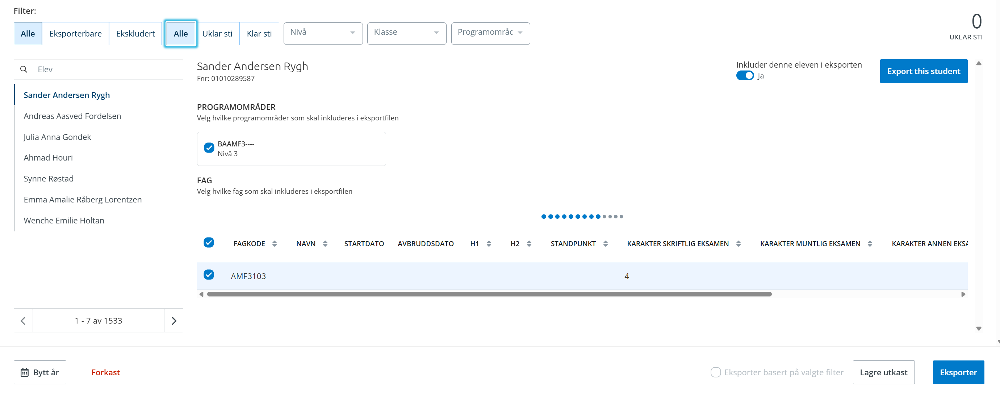 Filter:
Alle Eksporterbare Ekskludert Alle Uklar sti Klar sti Nivå Klasse Programområd
0
UKLAR STI
Elev
Sander Andersen Rygh
Andreas Aasved Fordelsen
Julia Anna Gondek
Ahmad Houri
Synne Røstad
Emma Amalie Råberg Lorentzen
Wenche Emilie Holtan
1 - 7 av 1533
Sander Andersen Rygh
Fnr: 01010289587
Inkluder denne eleven i eksporten
Ja
Export this student
PROGRAMOMRÅDER
Velg hvilke programområder som skal inkluderes i eksportfilen
BAAMF3----
Nivå 3
FAG
Velg hvilke fag som skal inkluderes i eksportfilen
FAGKODE NAVN STARTDATO AVBRUDDSDATO H1 H2 STANDPUNKT KARAKTER SKRIFTLIG EKSAMEN KARAKTER MUNTLIG EKSAMEN KARAKTER ANNEN EKSA
AMF3103 4
Bytt år Forkast Eksporter basert på valgte filter Lagre utkast Eksporter